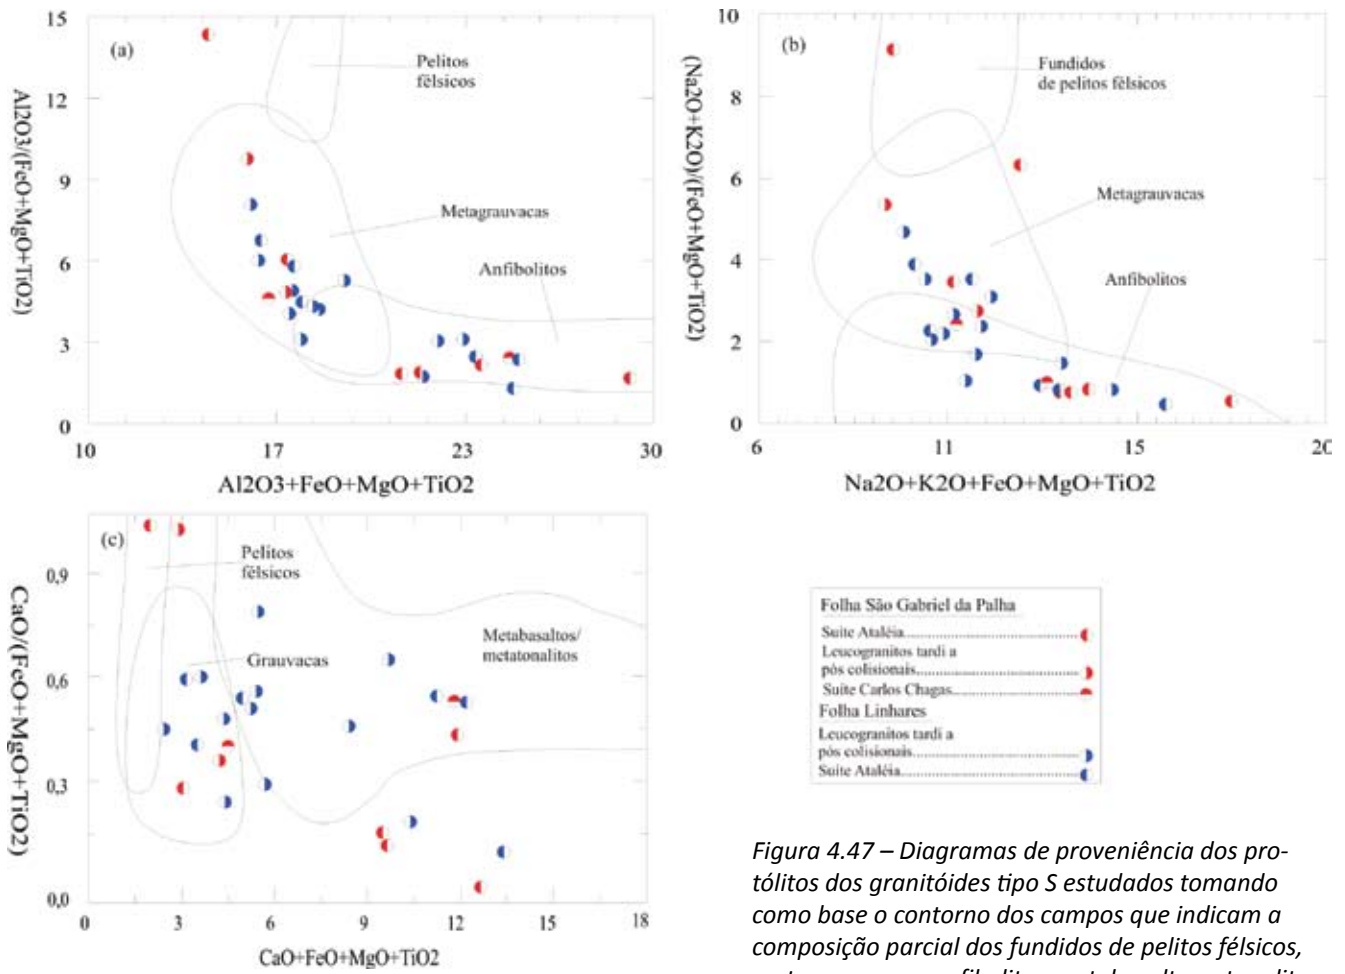 (a)
15
12
9
6
3
0
10
17
23
30
Al2O3/(FeO+MgO+TiO2)
Al2O3+FeO+MgO+TiO2
Pelitos
félsicos
Metagrauvacas
Anfibolitos
(b)
10
8
6
4
2
0
6
11
15
20
(Na2O+K2O)/(FeO+MgO+TiO2)
Na2O+K2O+FeO+MgO+TiO2
Fundidos
de pelitos félsicos
Metagrauvacas
Anfibolitos
(c)
0,9
0,6
0,3
0,0
0
3
6
9
12
15
18
CaO/(FeO+MgO+TiO2)
CaO+FeO+MgO+TiO2
Pelitos
félsicos
Grauvacas
Metabasaltos/
metatonalitos
Folha São Gabriel da Palha
Suíte Ataléia
Leucogranitos tardi a
pós colisionais
Suíte Carlos Chagas
Folha Linhares
Leucogranitos tardi a
pós colisionais
Suíte Ataléia
Figura 4.47 – Diagramas de proveniência dos pro-
tólitos dos granitóides tipo S estudados tomando
como base o contorno dos campos que indicam a
composição parcial dos fundidos de pelitos félsicos,